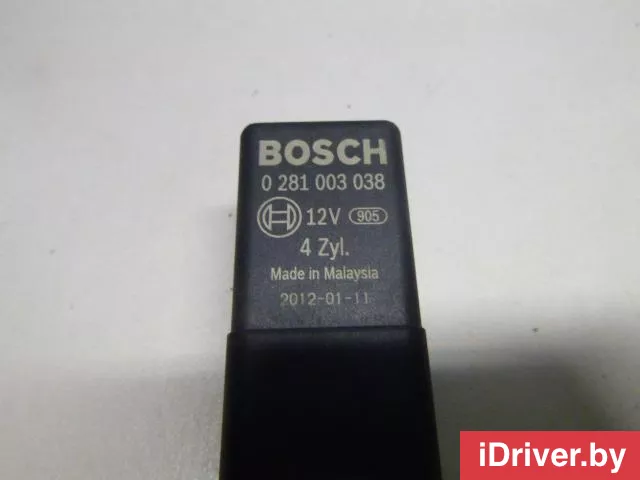 BOSCH
0 281 003 038
12V 905
4 Zyl.
Made in Malaysia
2012-01-11
iDriver.by